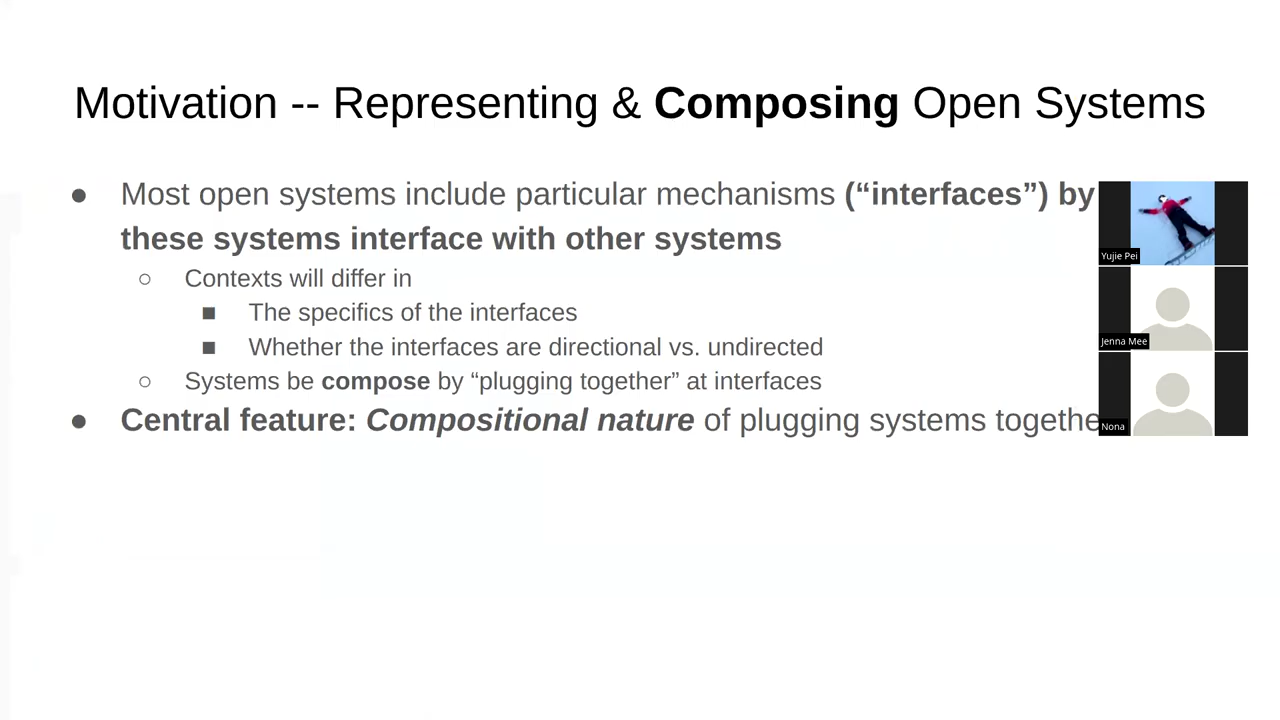 Motivation -- Representing & Composing Open Systems
● Most open systems include particular mechanisms (“interfaces”) by
these systems interface with other systems
○ Contexts will differ in
■ The specifics of the interfaces
■ Whether the interfaces are directional vs. undirected
○ Systems be compose by “plugging together” at interfaces
● Central feature: Compositional nature of plugging systems togethe
Yujie Pei
Jenna Mee
Nona